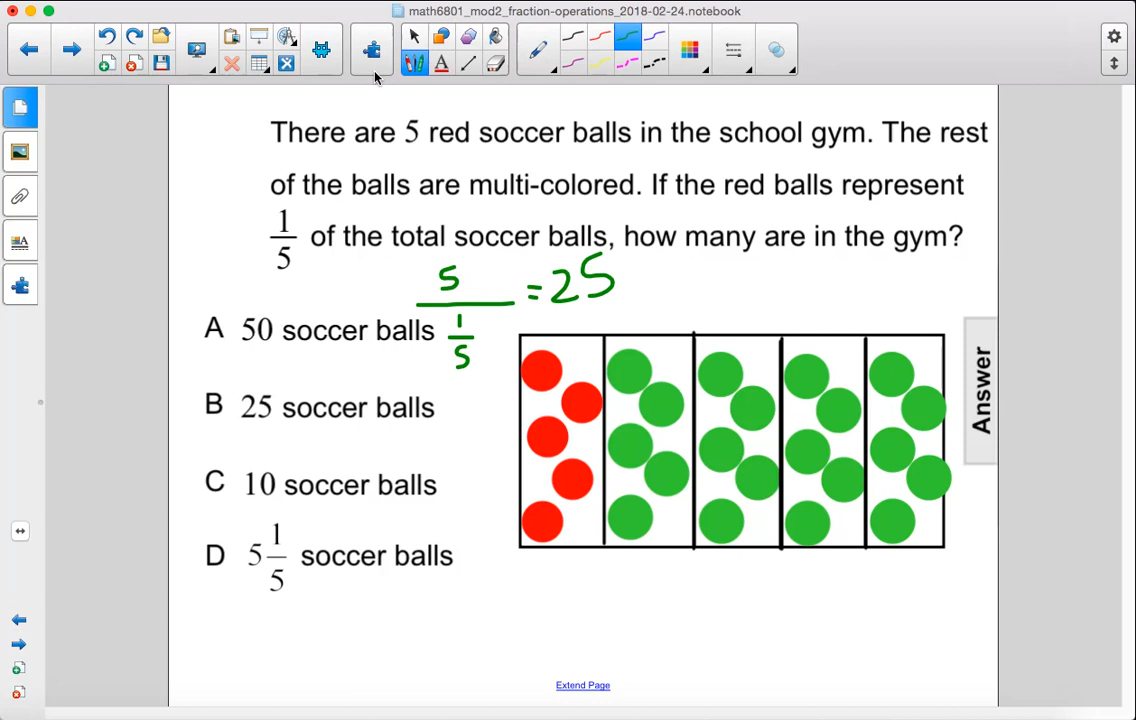 math6801_mod2_fraction-operations_2018-02-24.notebook
There are 5 red soccer balls in the school gym. The rest
of the balls are multi-colored. If the red balls represent
1/5 of the total soccer balls, how many are in the gym?
5 / 1/5 = 25
A 50 soccer balls
B 25 soccer balls
C 10 soccer balls
D 5 1/5 soccer balls
Answer
Extend Page